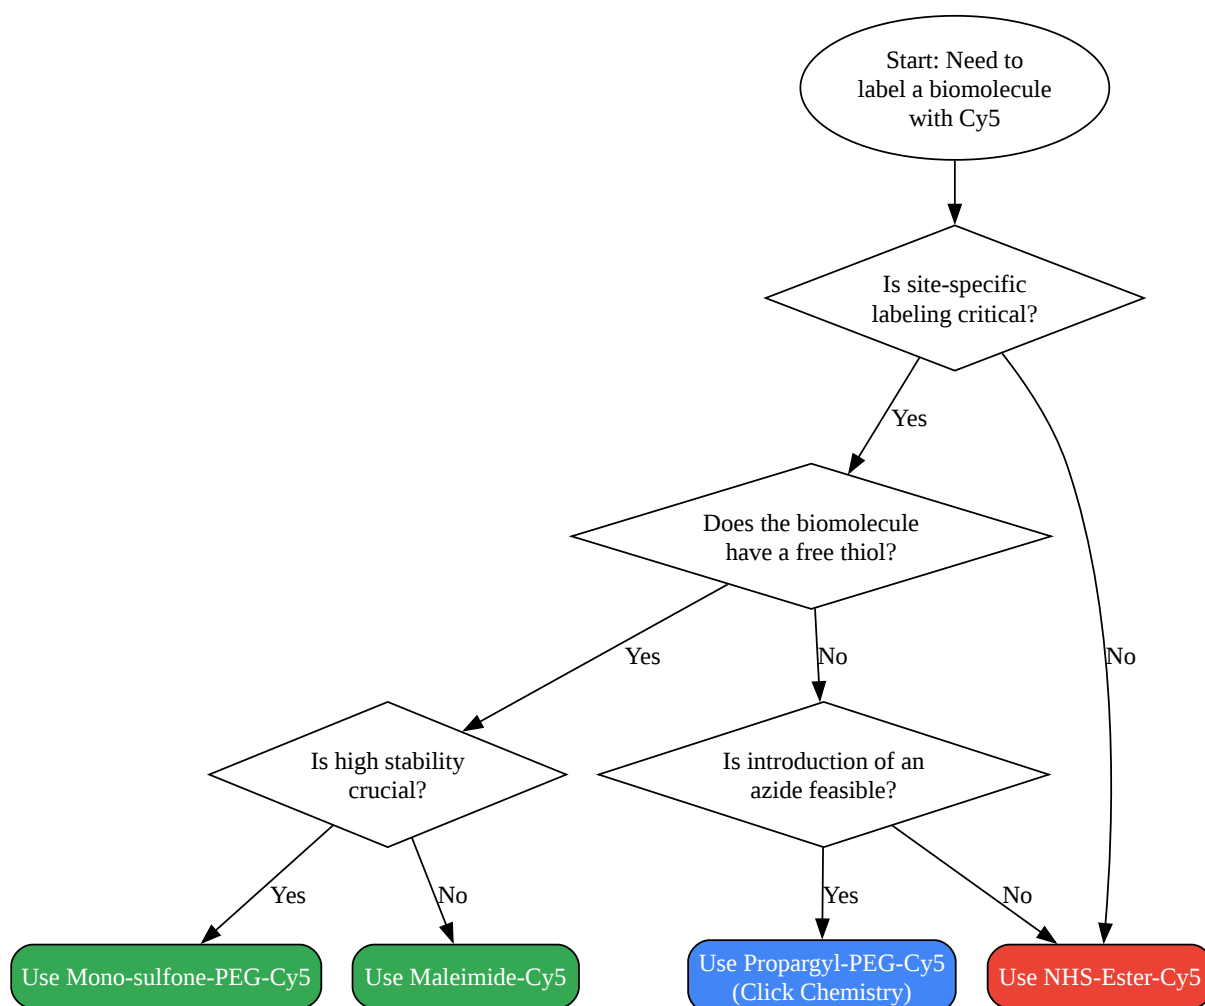 Start: Need to
label a biomolecule
with Cy5
Is site-specific
labeling critical?
Yes
Does the biomolecule
have a free thiol?
Yes
No
No
Is high stability
crucial?
Is introduction of an
azide feasible?
Yes
No
Yes
No
Use Mono-sulfone-PEG-Cy5
Use Maleimide-Cy5
Use Propargyl-PEG-Cy5
(Click Chemistry)
Use NHS-Ester-Cy5